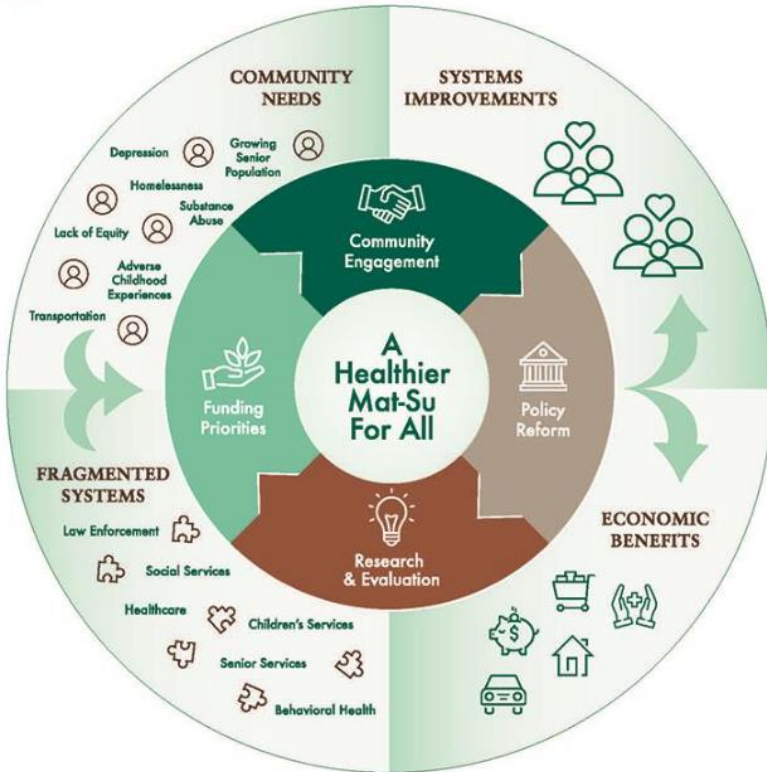 COMMUNITY
NEEDS
Depression
Growing
Senior
Population
Homelessness
Substance
Abuse
Lack of Equity
Adverse
Childhood
Experiences
Transportation
SYSTEMS
IMPROVEMENTS
Community
Engagement
Funding
Priorities
A
Healthier
Mat-Su
For All
Policy
Reform
Research
& Evaluation
FRAGMENTED
SYSTEMS
Law Enforcement
Social Services
Healthcare
Children's Services
Senior Services
Behavioral Health
ECONOMIC
BENEFITS
$